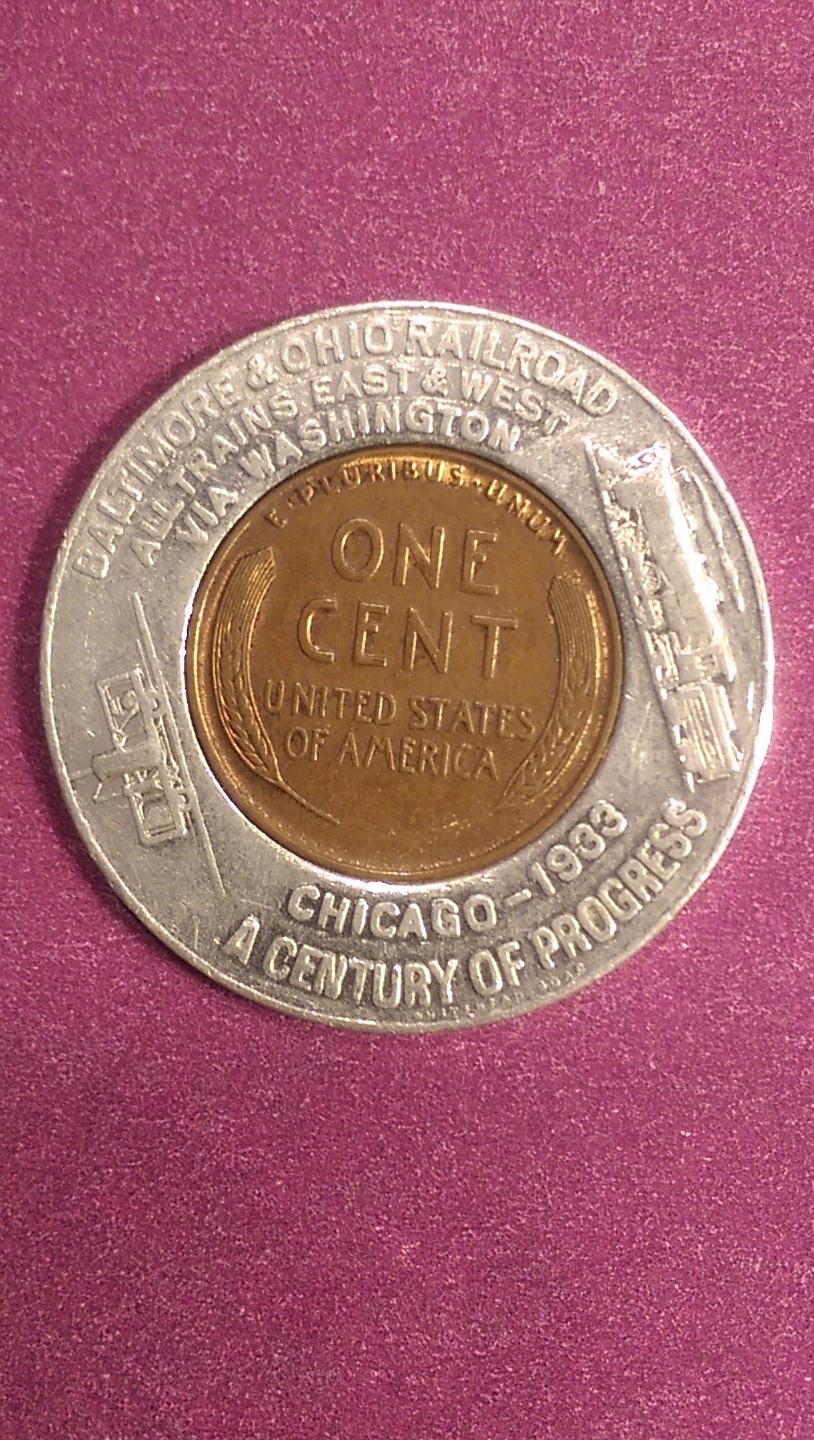 BALTIMORE & OHIO RAILROAD
ALL TRAINS EAST & WEST
VIA WASHINGTON
E·PLURIBUS·UNUM
ONE
CENT
UNITED STATES
OF AMERICA
CHICAGO-1933
A CENTURY OF PROGRESS